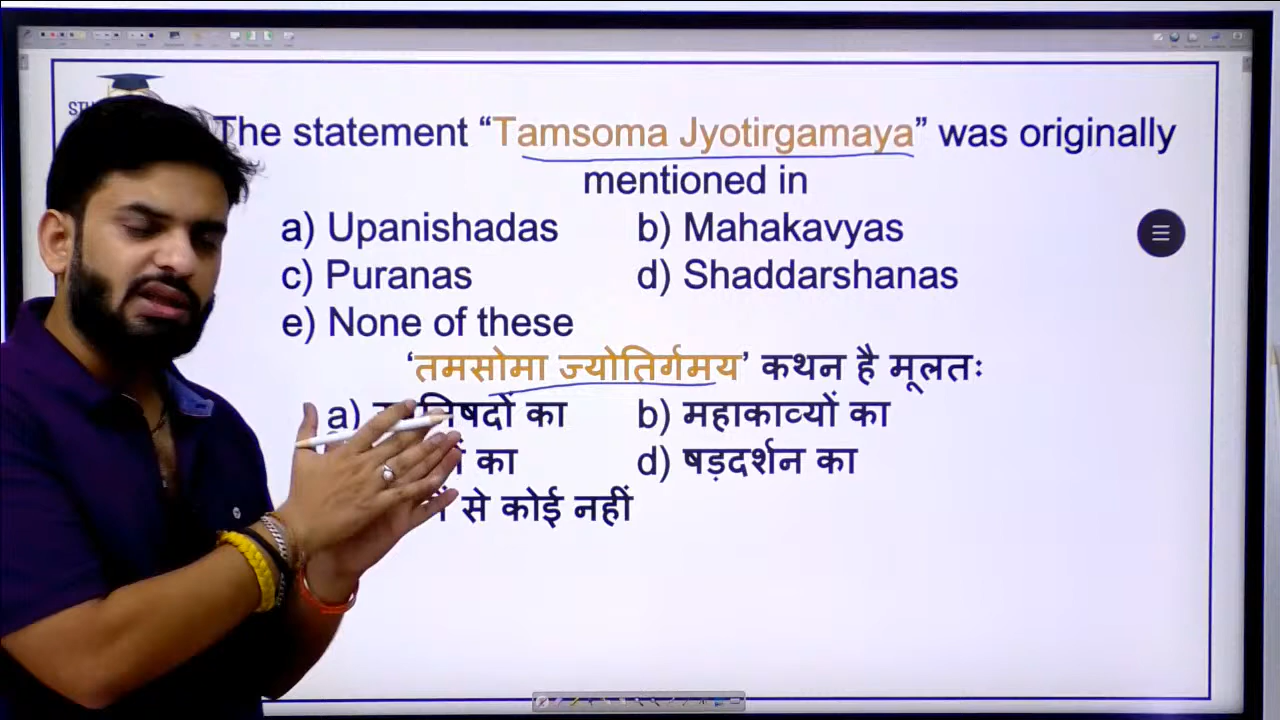 The statement “Tamsoma Jyotirgamaya” was originally
mentioned in
a) Upanishadas b) Mahakavyas
c) Puranas d) Shaddarshanas
e) None of these
‘तमसोमा ज्योतिर्गमय’ कथन है मूलतः
a) का b) महाकाव्यों का
का d) षड़दर्शन का
से कोई नहीं